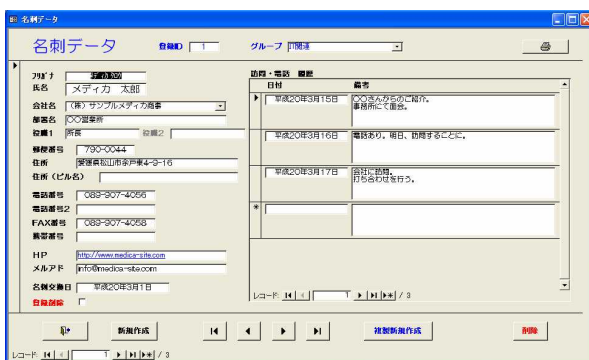 名刺データ
名刺データ 登録ID 1 グループ IT関連
フリガナ
氏名 メディカ 太郎
会社名 (株)サンプルメディカ商事
部署名 〇〇営業所
役職1 所長 役職2
郵便番号 790-0044
住所 愛媛県松山市余戸東4-9-16
住所(ビル名)
電話番号 089-907-4056
電話番号2
FAX番号 089-907-4058
携帯番号
HP http://www.medica-site.com
メルアド info@medica-site.com
名刺交換日 平成20年3月1日
登録削除
訪問・電話 履歴
日付 備考
平成20年3月15日 〇〇さんからのご紹介。
事務所にて面会。
平成20年3月16日 電話あり。明日、訪問することに。
平成20年3月17日 会社に訪問。
打ち合わせを行う。
レコード: 1 / 3
新規作成 複製新規作成 削除
レコード: 1 / 3